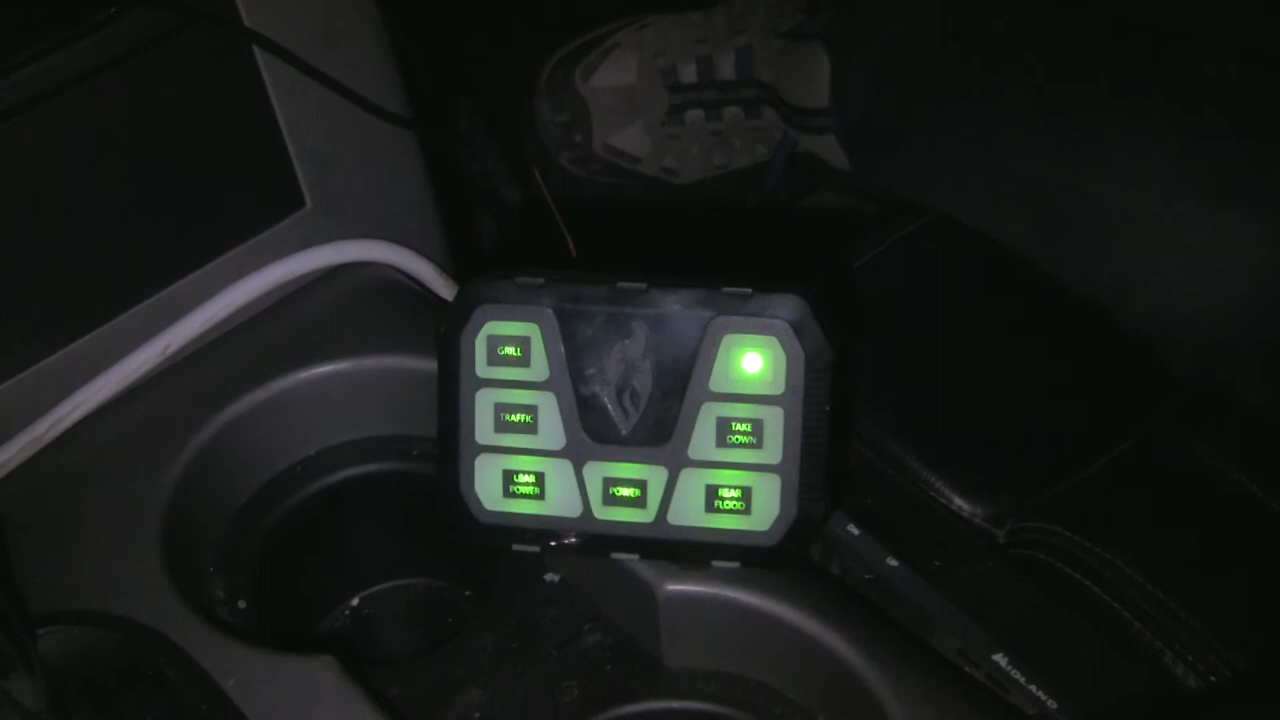 GRILL
TRAFFIC
TAKE
DOWN
LBAR
POWER
POWER
REAR
FLOOD
MIDLAND